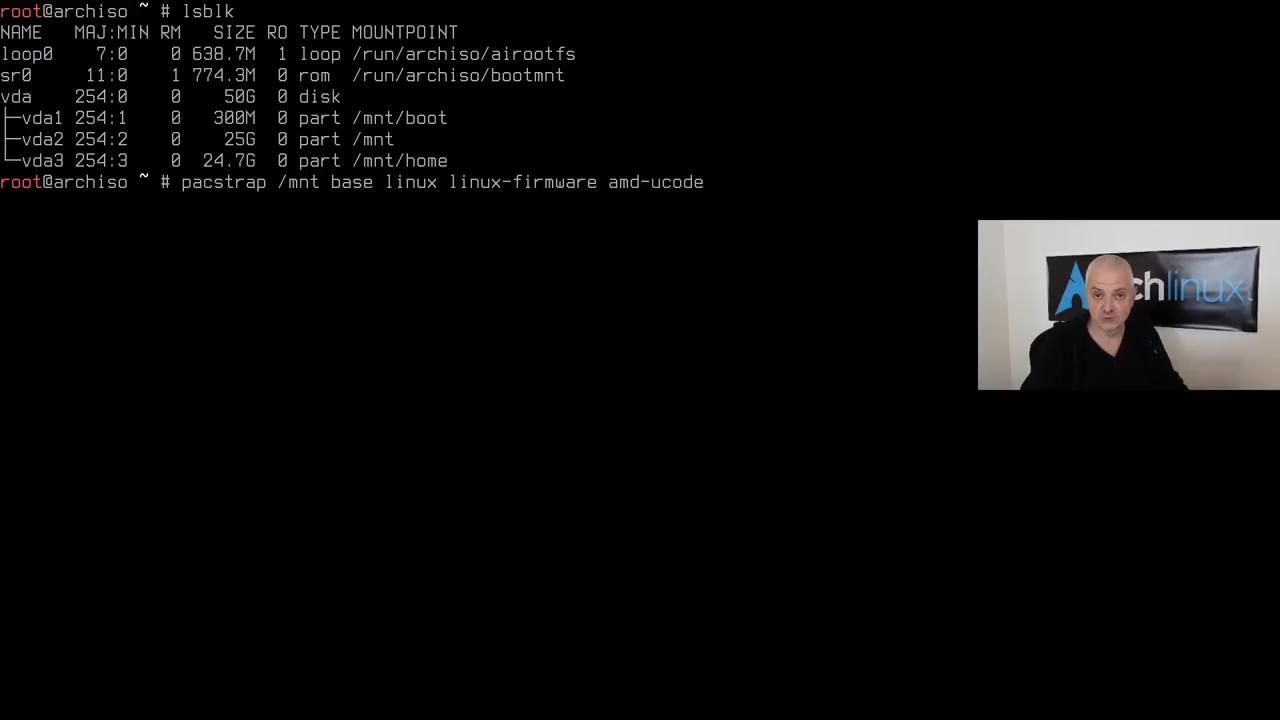 root@archiso ~ # lsblk
NAME   MAJ:MIN RM   SIZE RO TYPE MOUNTPOINT
loop0    7:0    0 638.7M  1 loop /run/archiso/airootfs
sr0     11:0    1 774.3M  0 rom  /run/archiso/bootmnt
vda    254:0    0    50G  0 disk
├─vda1 254:1    0   300M  0 part /mnt/boot
├─vda2 254:2    0    25G  0 part /mnt
└─vda3 254:3    0  24.7G  0 part /mnt/home
root@archiso ~ # pacstrap /mnt base linux linux-firmware amd-ucode
chlinux